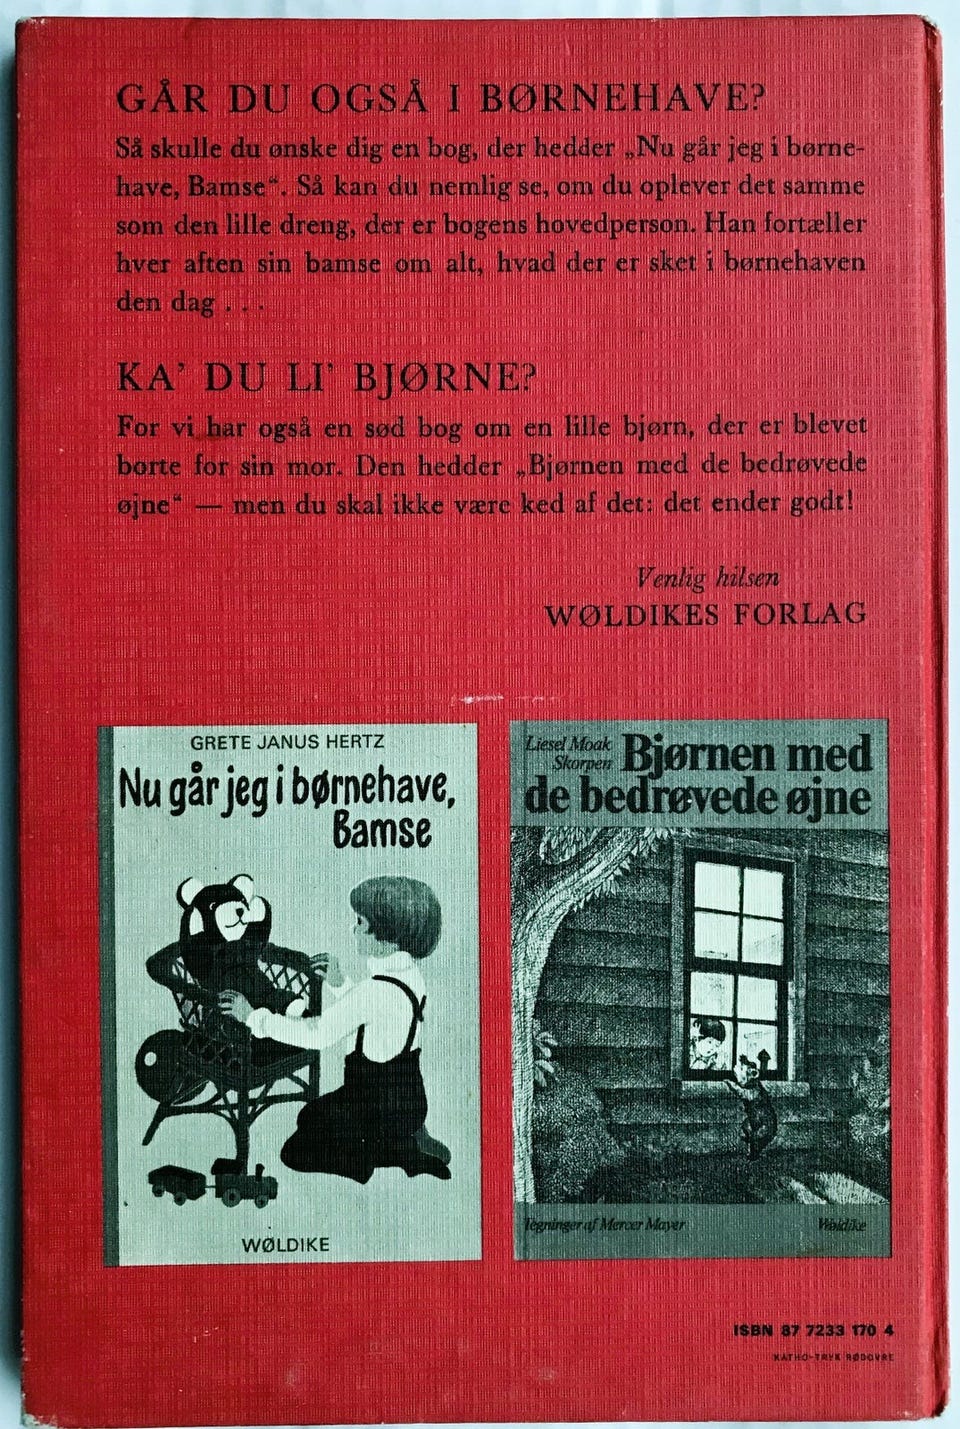 GÅR DU OGSÅ I BØRNEHAVE?
Så skulle du ønske dig en bog, der hedder „Nu går jeg i børne-
have, Bamse“. Så kan du nemlig se, om du oplever det samme
som den lille dreng, der er bogens hovedperson. Han fortæller
hver aften sin bamse om alt, hvad der er sket i børnehaven
den dag . . .
KA’ DU LI’ BJØRNE?
For vi har også en sød bog om en lille bjørn, der er blevet
borte for sin mor. Den hedder „Bjørnen med de bedrøvede
øjne“ — men du skal ikke være ked af det: det ender godt!
Venlig hilsen
WØLDIKES FORLAG
GRETE JANUS HERTZ
Nu går jeg i børnehave,
Bamse
WØLDIKE
Liesel Moak
Skorpen
Bjørnen med
de bedrøvede øjne
Tegninger af Mercer Mayer
Wøldike
ISBN 87 7233 170 4
KATHO-TRYK RØDOVRE